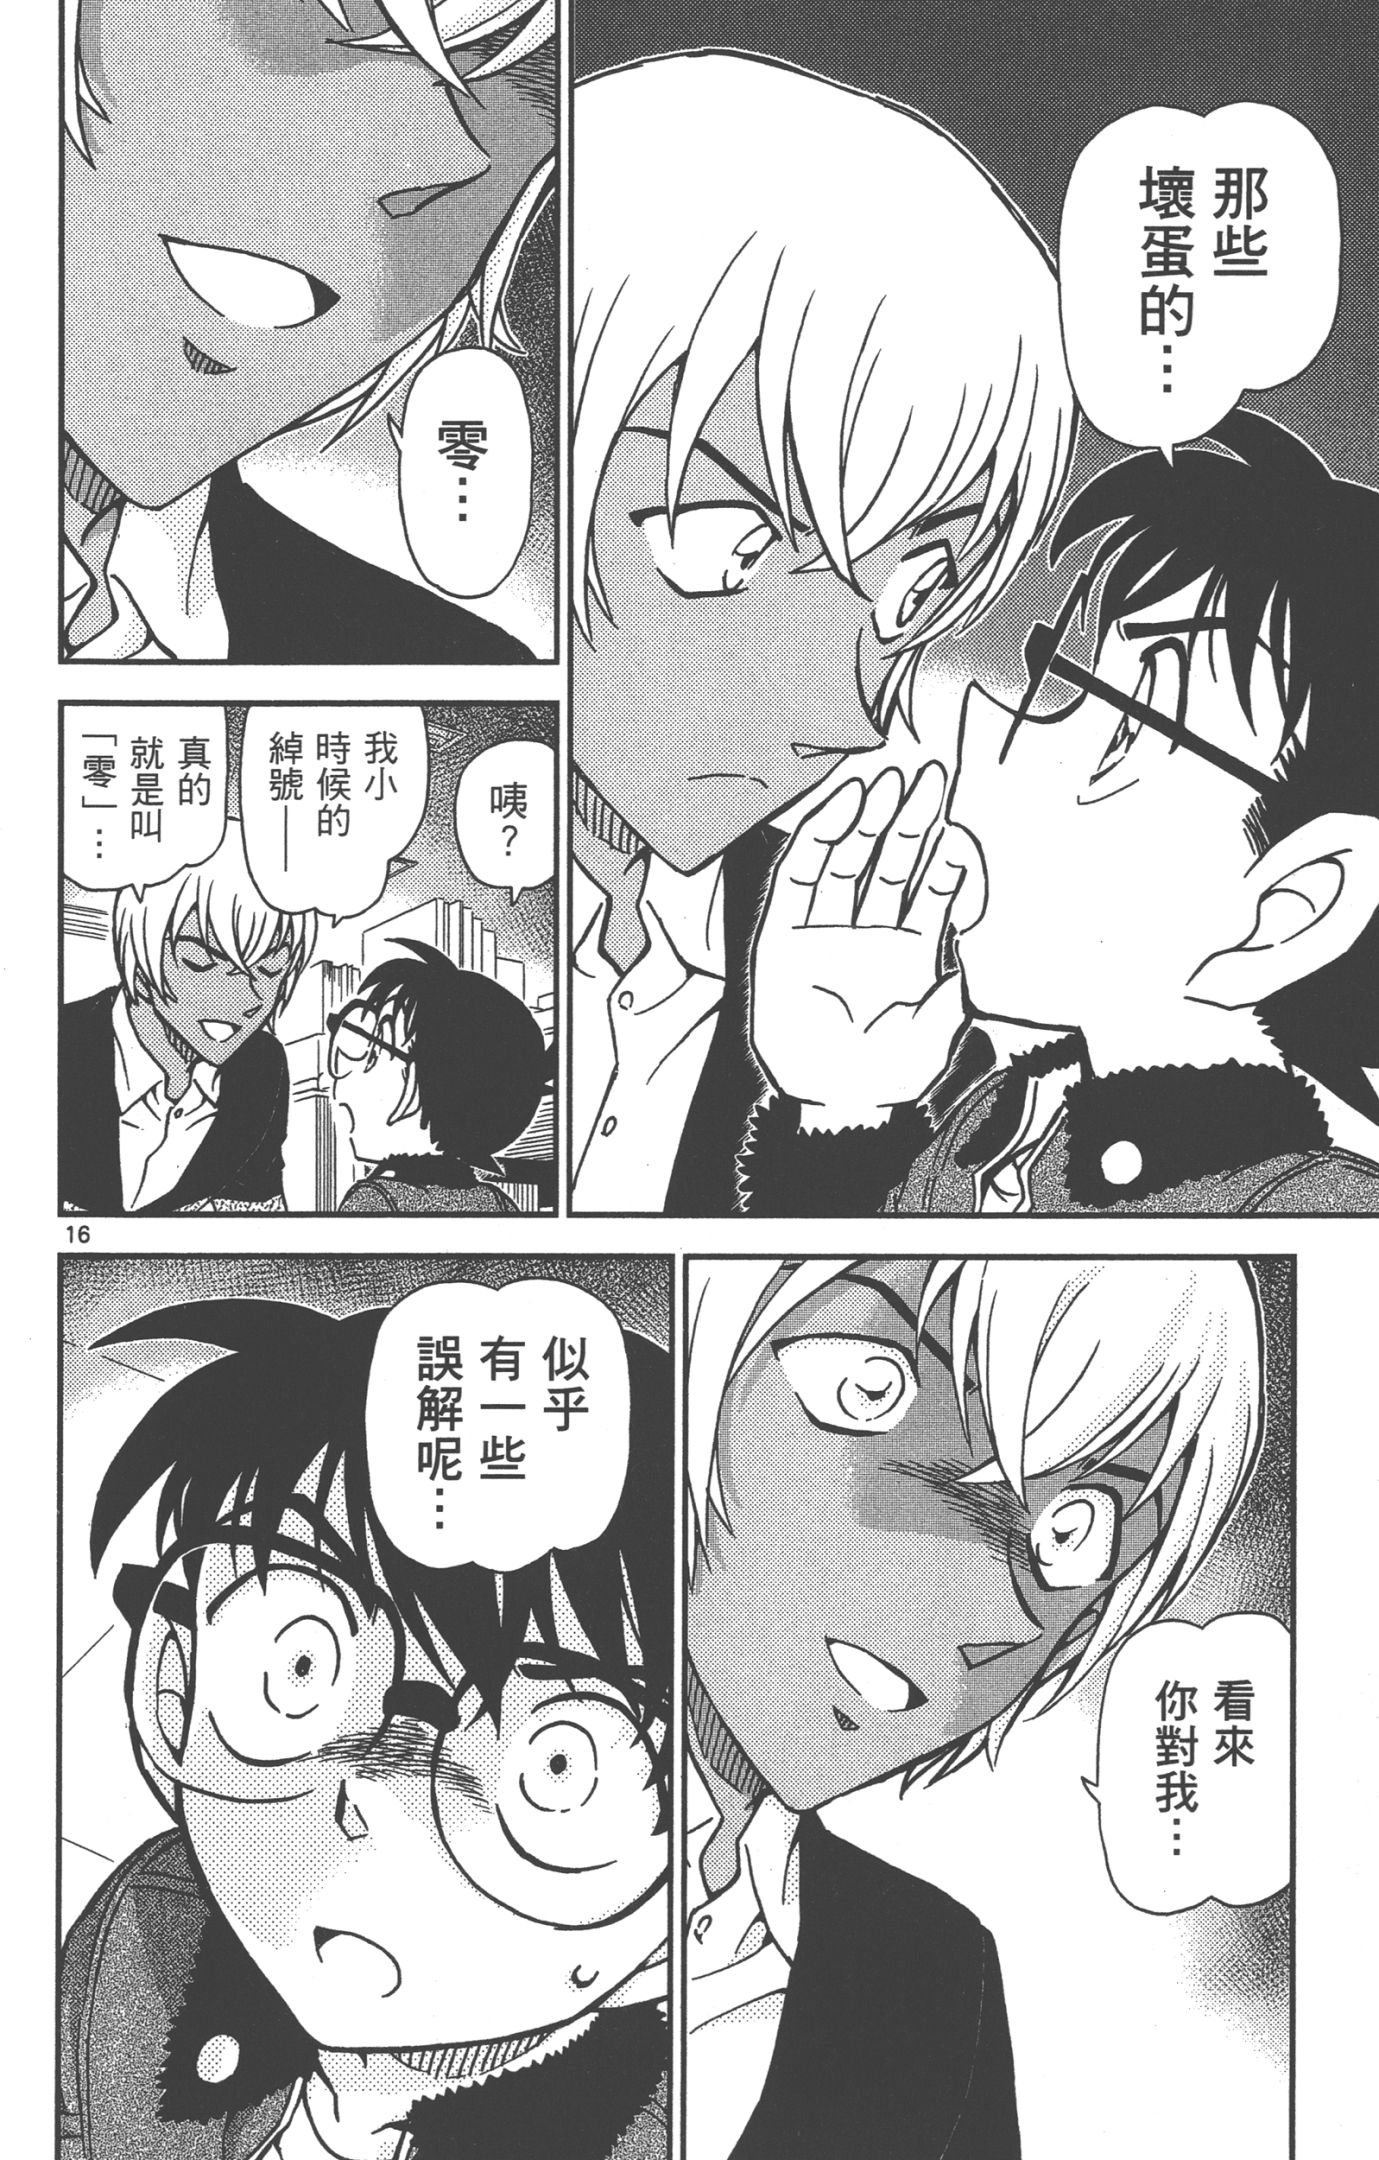 那些
壞蛋的…
零…
咦？
我小
時候的
綽號——
真的
就是叫
「零」…
16
看來
你對我…
似乎
有一些
誤解呢…